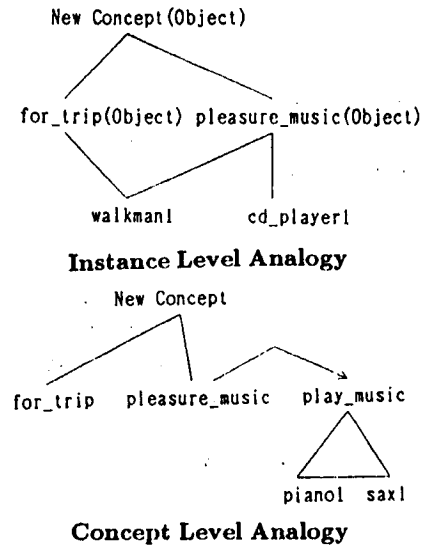 New Concept(Object)
for_trip(Object) pleasure_music(Object)
walkman1 cd_player1
Instance Level Analogy
New Concept
for_trip pleasure_music play_music
piano1 sax1
Concept Level Analogy